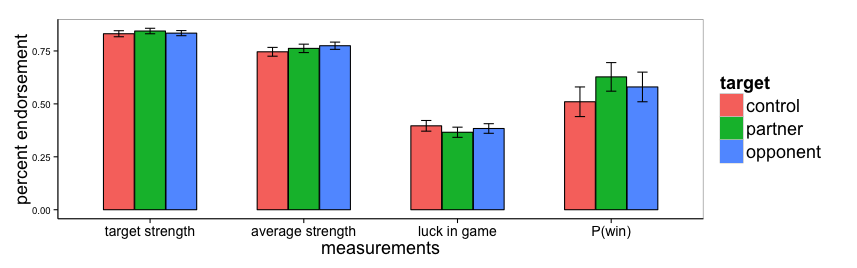 percent endorsement
0.75
0.50
0.25
0.00
target strength
average strength
luck in game
P(win)
measurements
target
control
partner
opponent